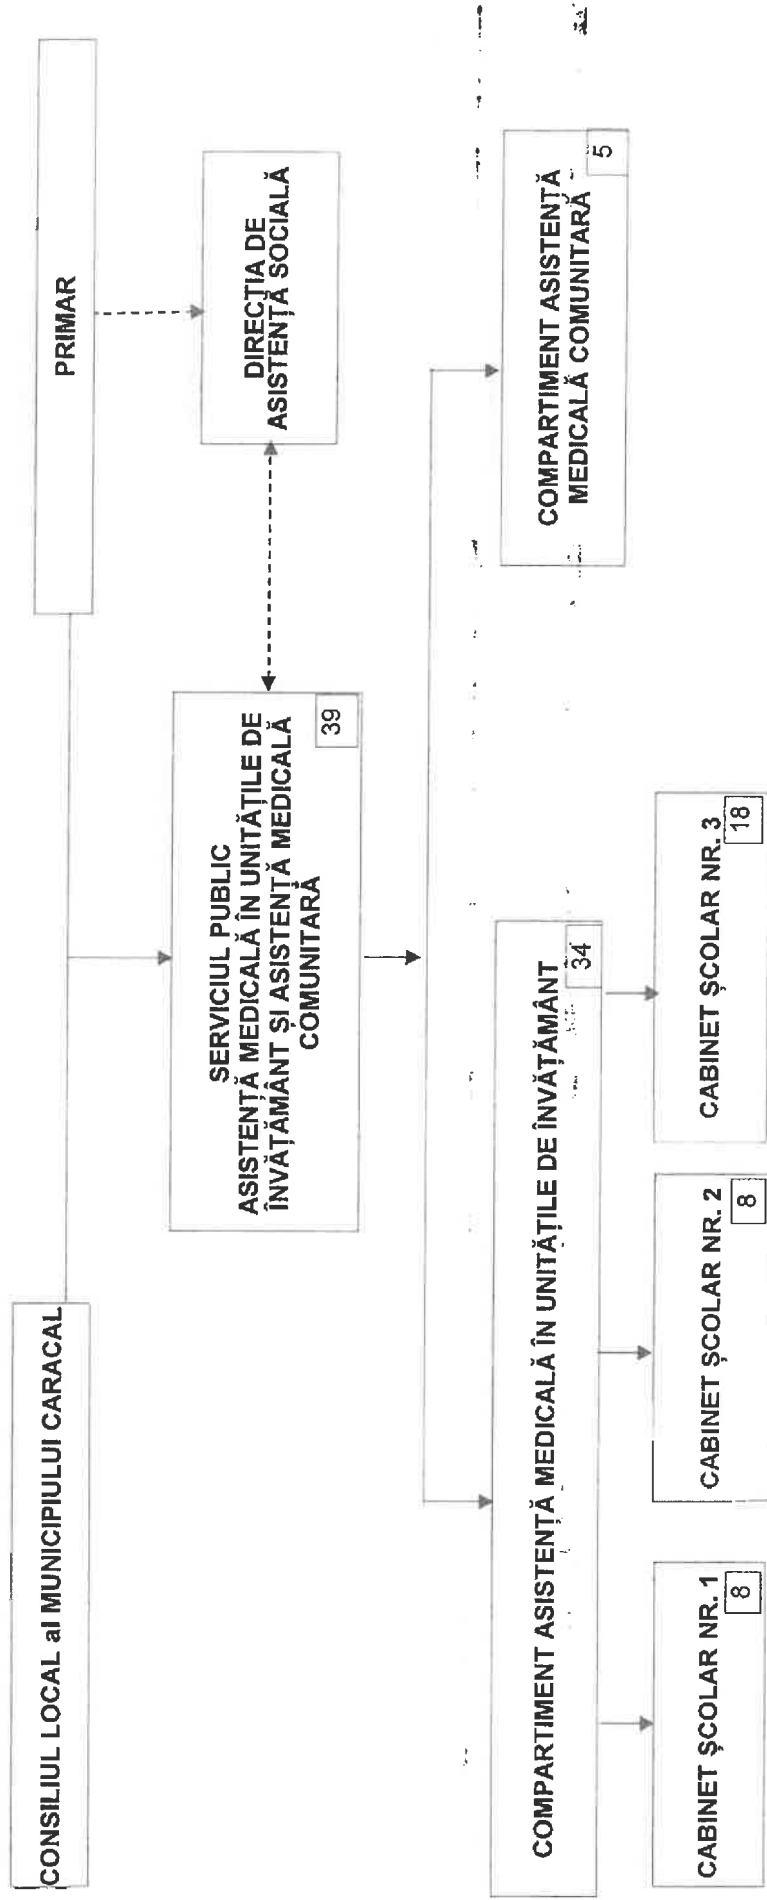 CONSILIUL LOCAL al MUNICIPIULUI CARACAL
PRIMAR
SERVICIUL PUBLIC
ASISTENȚĂ MEDICALĂ ÎN UNITĂȚILE DE
ÎNVĂȚĂMÂNT ȘI ASISTENȚĂ MEDICALĂ
COMUNITARĂ
39
DIRECȚIA DE
ASISTENȚĂ SOCIALĂ
COMPARTIMENT ASISTENȚĂ MEDICALĂ ÎN UNITĂȚILE DE ÎNVĂȚĂMÂNT
34
COMPARTIMENT ASISTENȚĂ
MEDICALĂ COMUNITARĂ
5
CABINET ȘCOLAR NR. 1
8
CABINET ȘCOLAR NR. 2
8
CABINET ȘCOLAR NR. 3
18